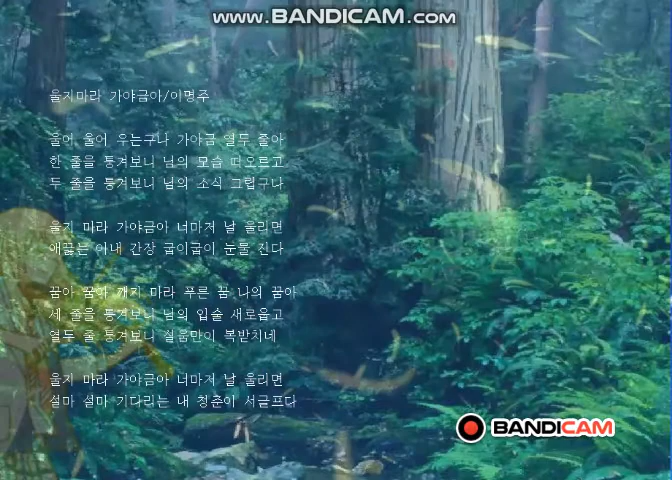 www.BANDICAM.com
울지마라 가야금아/이명주
울어 울어 우는구나 가야금 열두 줄아
한 줄을 퉁겨보니 님의 모습 떠오르고
두 줄을 퉁겨보니 님의 소식 그립구나
울지 마라 가야금아 너마져 날 울리면
애끓는 이내 간장 굽이굽이 눈물 진다
꿈아 꿈아 깨지 마라 푸른 꿈 나의 꿈아
세 줄을 퉁겨보니 님의 입술 새로웁고
열두 줄 퉁겨보니 설움만이 복받치네
울지 마라 가야금아 너마져 날 울리면
설마 설마 기다리는 내 청춘이 서글프다
BANDICAM